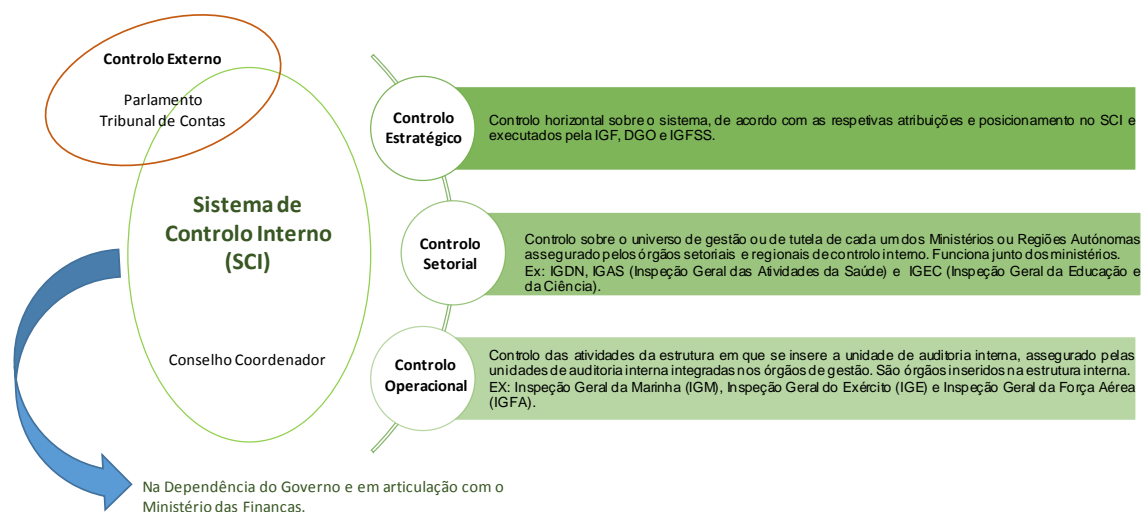 Controlo Externo
Parlamento
Tribunal de Contas
Sistema de
Controlo Interno
(SCI)
Conselho Coordenador
Na Dependência do Governo e em articulação com o
Ministério das Finanças.
Controlo
Estratégico
Controlo horizontal sobre o sistema, de acordo com as respetivas atribuições e posicionamento no SCI e
executados pela IGF, DGO e IGFSS.
Controlo
Setorial
Controlo sobre o universo de gestão ou de tutela de cada um dos Ministérios ou Regiões Autónomas
assegurado pelos órgãos setoriais e regionais de controlo interno. Funciona junto dos ministérios.
Ex: IGDN, IGAS (Inspeção Geral das Atividades da Saúde) e IGEC (Inspeção Geral da Educação e
da Ciência).
Controlo
Operacional
Controlo das atividades da estrutura em que se insere a unidade de auditoria interna, assegurado pelas
unidades de auditoria interna integradas nos órgãos de gestão. São órgãos inseridos na estrutura interna.
EX: Inspeção Geral da Marinha (IGM), Inspeção Geral do Exército (IGE) e Inspeção Geral da Força Aérea
(IGFA).